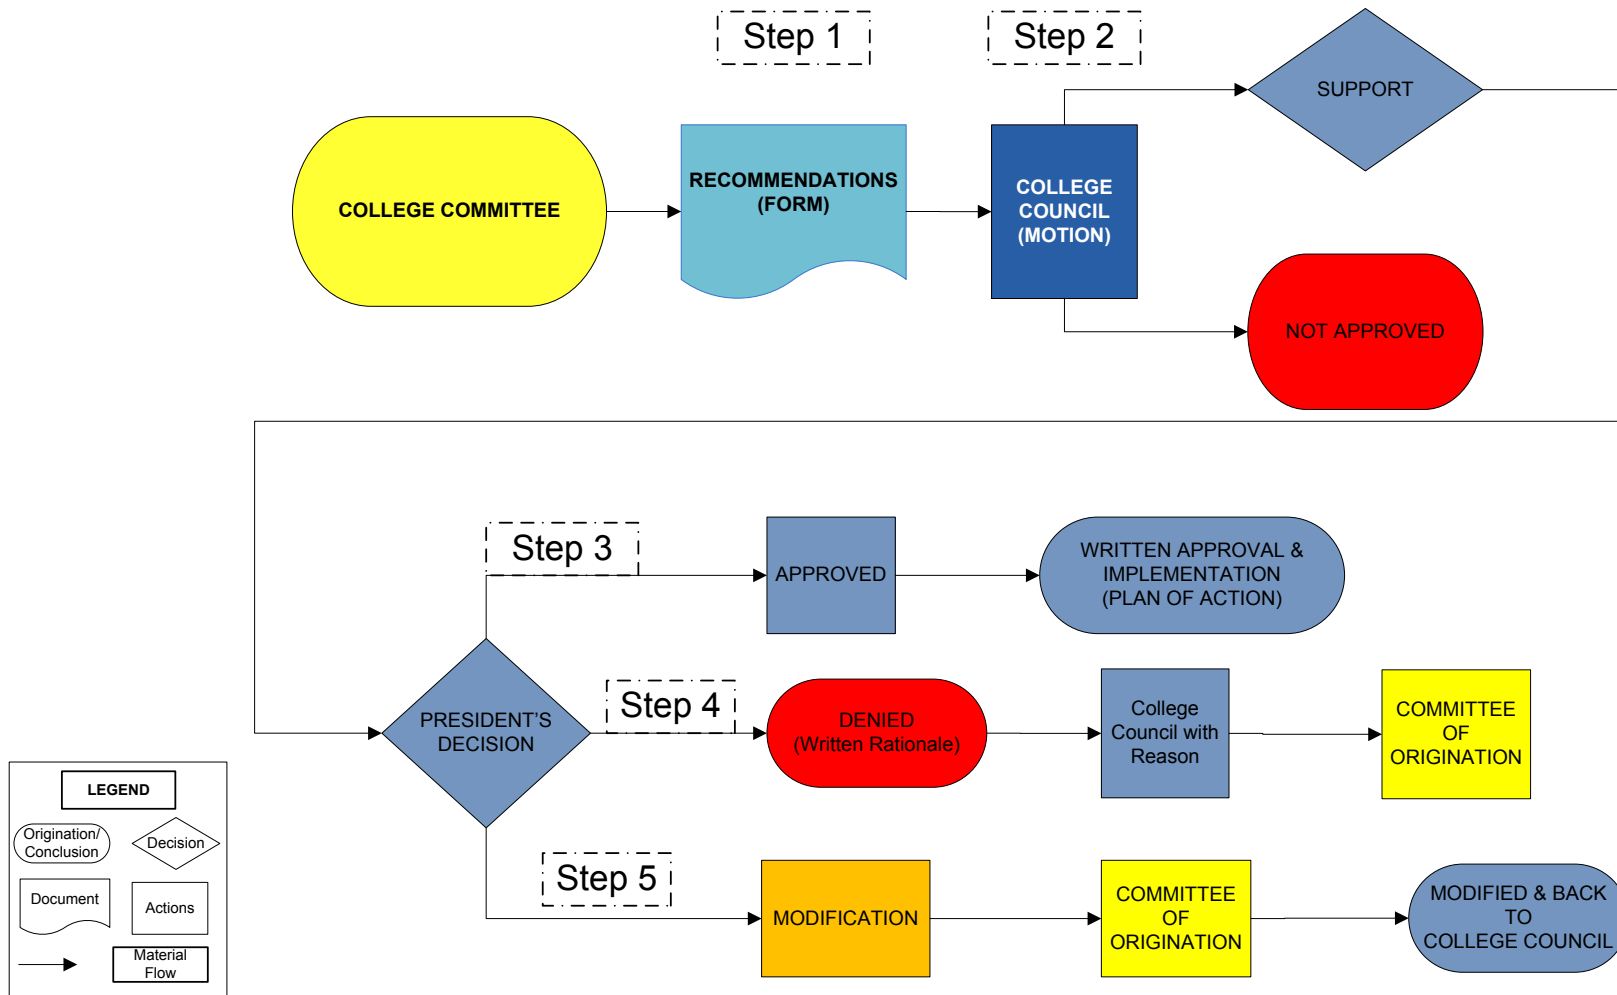 Step 1
Step 2
SUPPORT
COLLEGE COMMITTEE
RECOMMENDATIONS
(FORM)
COLLEGE
COUNCIL
(MOTION)
NOT APPROVED
Step 3
APPROVED
WRITTEN APPROVAL &
IMPLEMENTATION
(PLAN OF ACTION)
PRESIDENT'S
DECISION
Step 4
DENIED
(Written Rationale)
College
Council with
Reason
COMMITTEE
OF
ORIGINATION
Step 5
MODIFICATION
COMMITTEE
OF
ORIGINATION
MODIFIED & BACK
TO
COLLEGE COUNCIL
LEGEND
Origination/
Conclusion
Decision
Document
Actions
Material
Flow